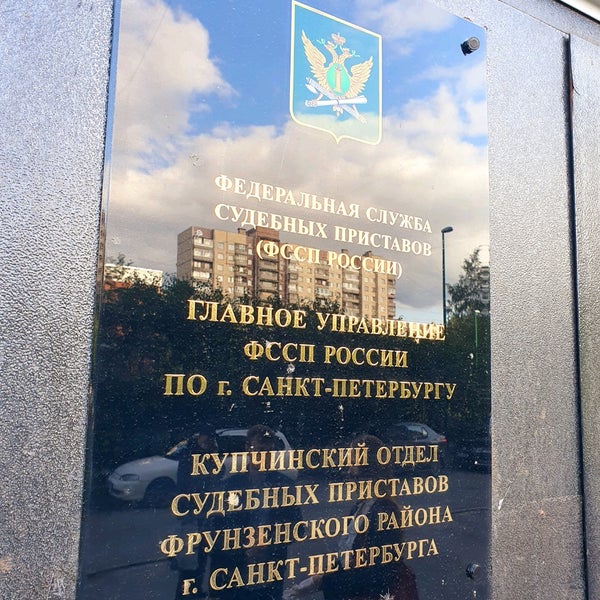 ФЕДЕРАЛЬНАЯ СЛУЖБА
СУДЕБНЫХ ПРИСТАВОВ
(ФССП РОССИИ)
ГЛАВНОЕ УПРАВЛЕНИЕ
ФССП РОССИИ
ПО г. САНКТ-ПЕТЕРБУРГУ
КУПЧИНСКИЙ ОТДЕЛ
СУДЕБНЫХ ПРИСТАВОВ
ФРУНЗЕНСКОГО РАЙОНА
г. САНКТ-ПЕТЕРБУРГА